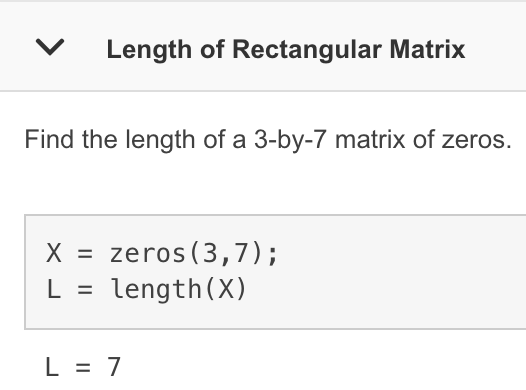 Length of Rectangular Matrix
Find the length of a 3-by-7 matrix of zeros.
X = zeros(3,7);
L = length(X)
L = 7